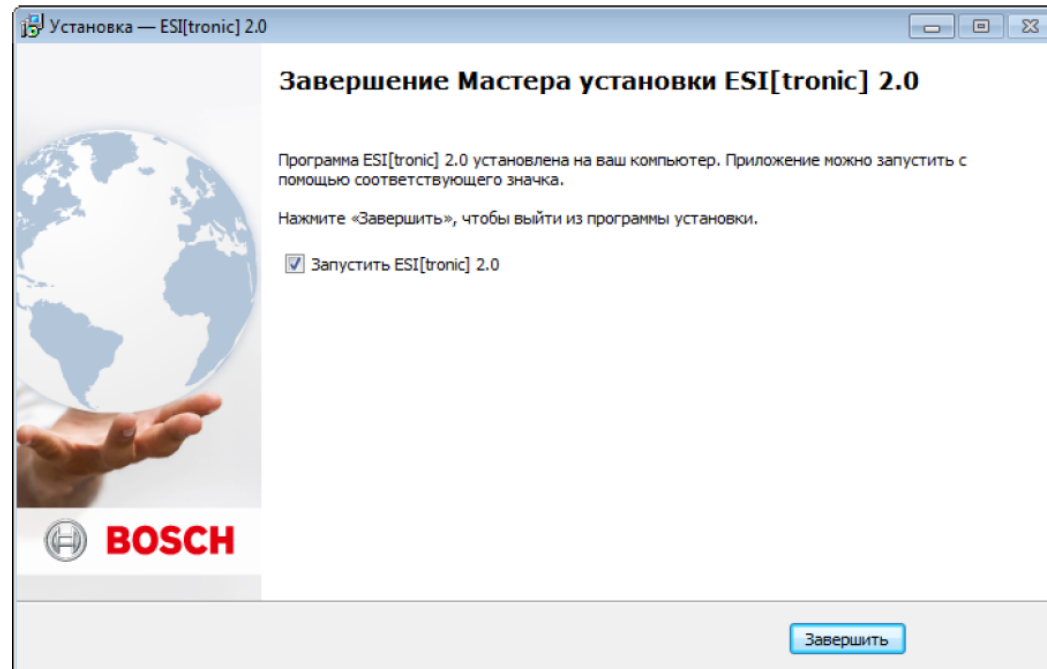 Установка — ESI[tronic] 2.0
Завершение Мастера установки ESI[tronic] 2.0
Программа ESI[tronic] 2.0 установлена на ваш компьютер. Приложение можно запустить с
помощью соответствующего значка.
Нажмите «Завершить», чтобы выйти из программы установки.
Запустить ESI[tronic] 2.0
BOSCH
Завершить